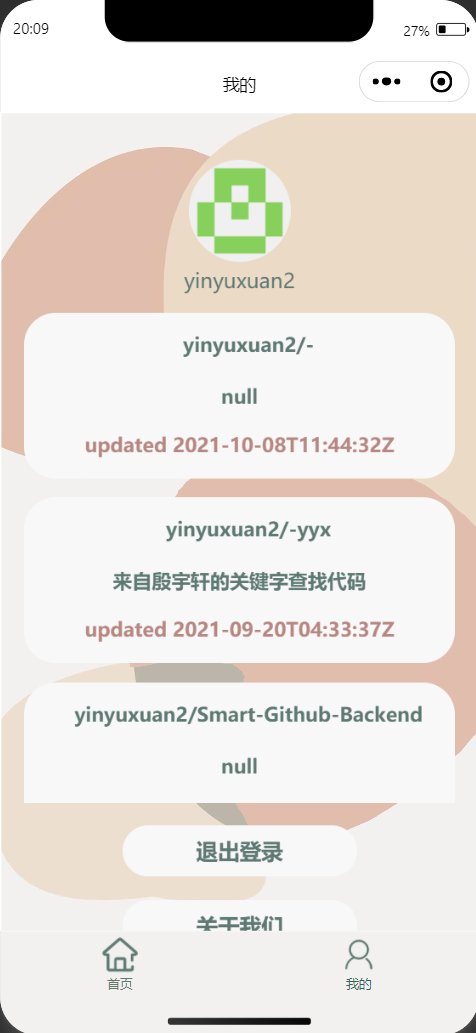 20:09
27%
我的
yinyuxuan2
yinyuxuan2/-
null
updated 2021-10-08T11:44:32Z
yinyuxuan2/-yyx
来自殷宇轩的关键字查找代码
updated 2021-09-20T04:33:37Z
yinyuxuan2/Smart-Github-Backend
null
退出登录
关于我们
首页
我的